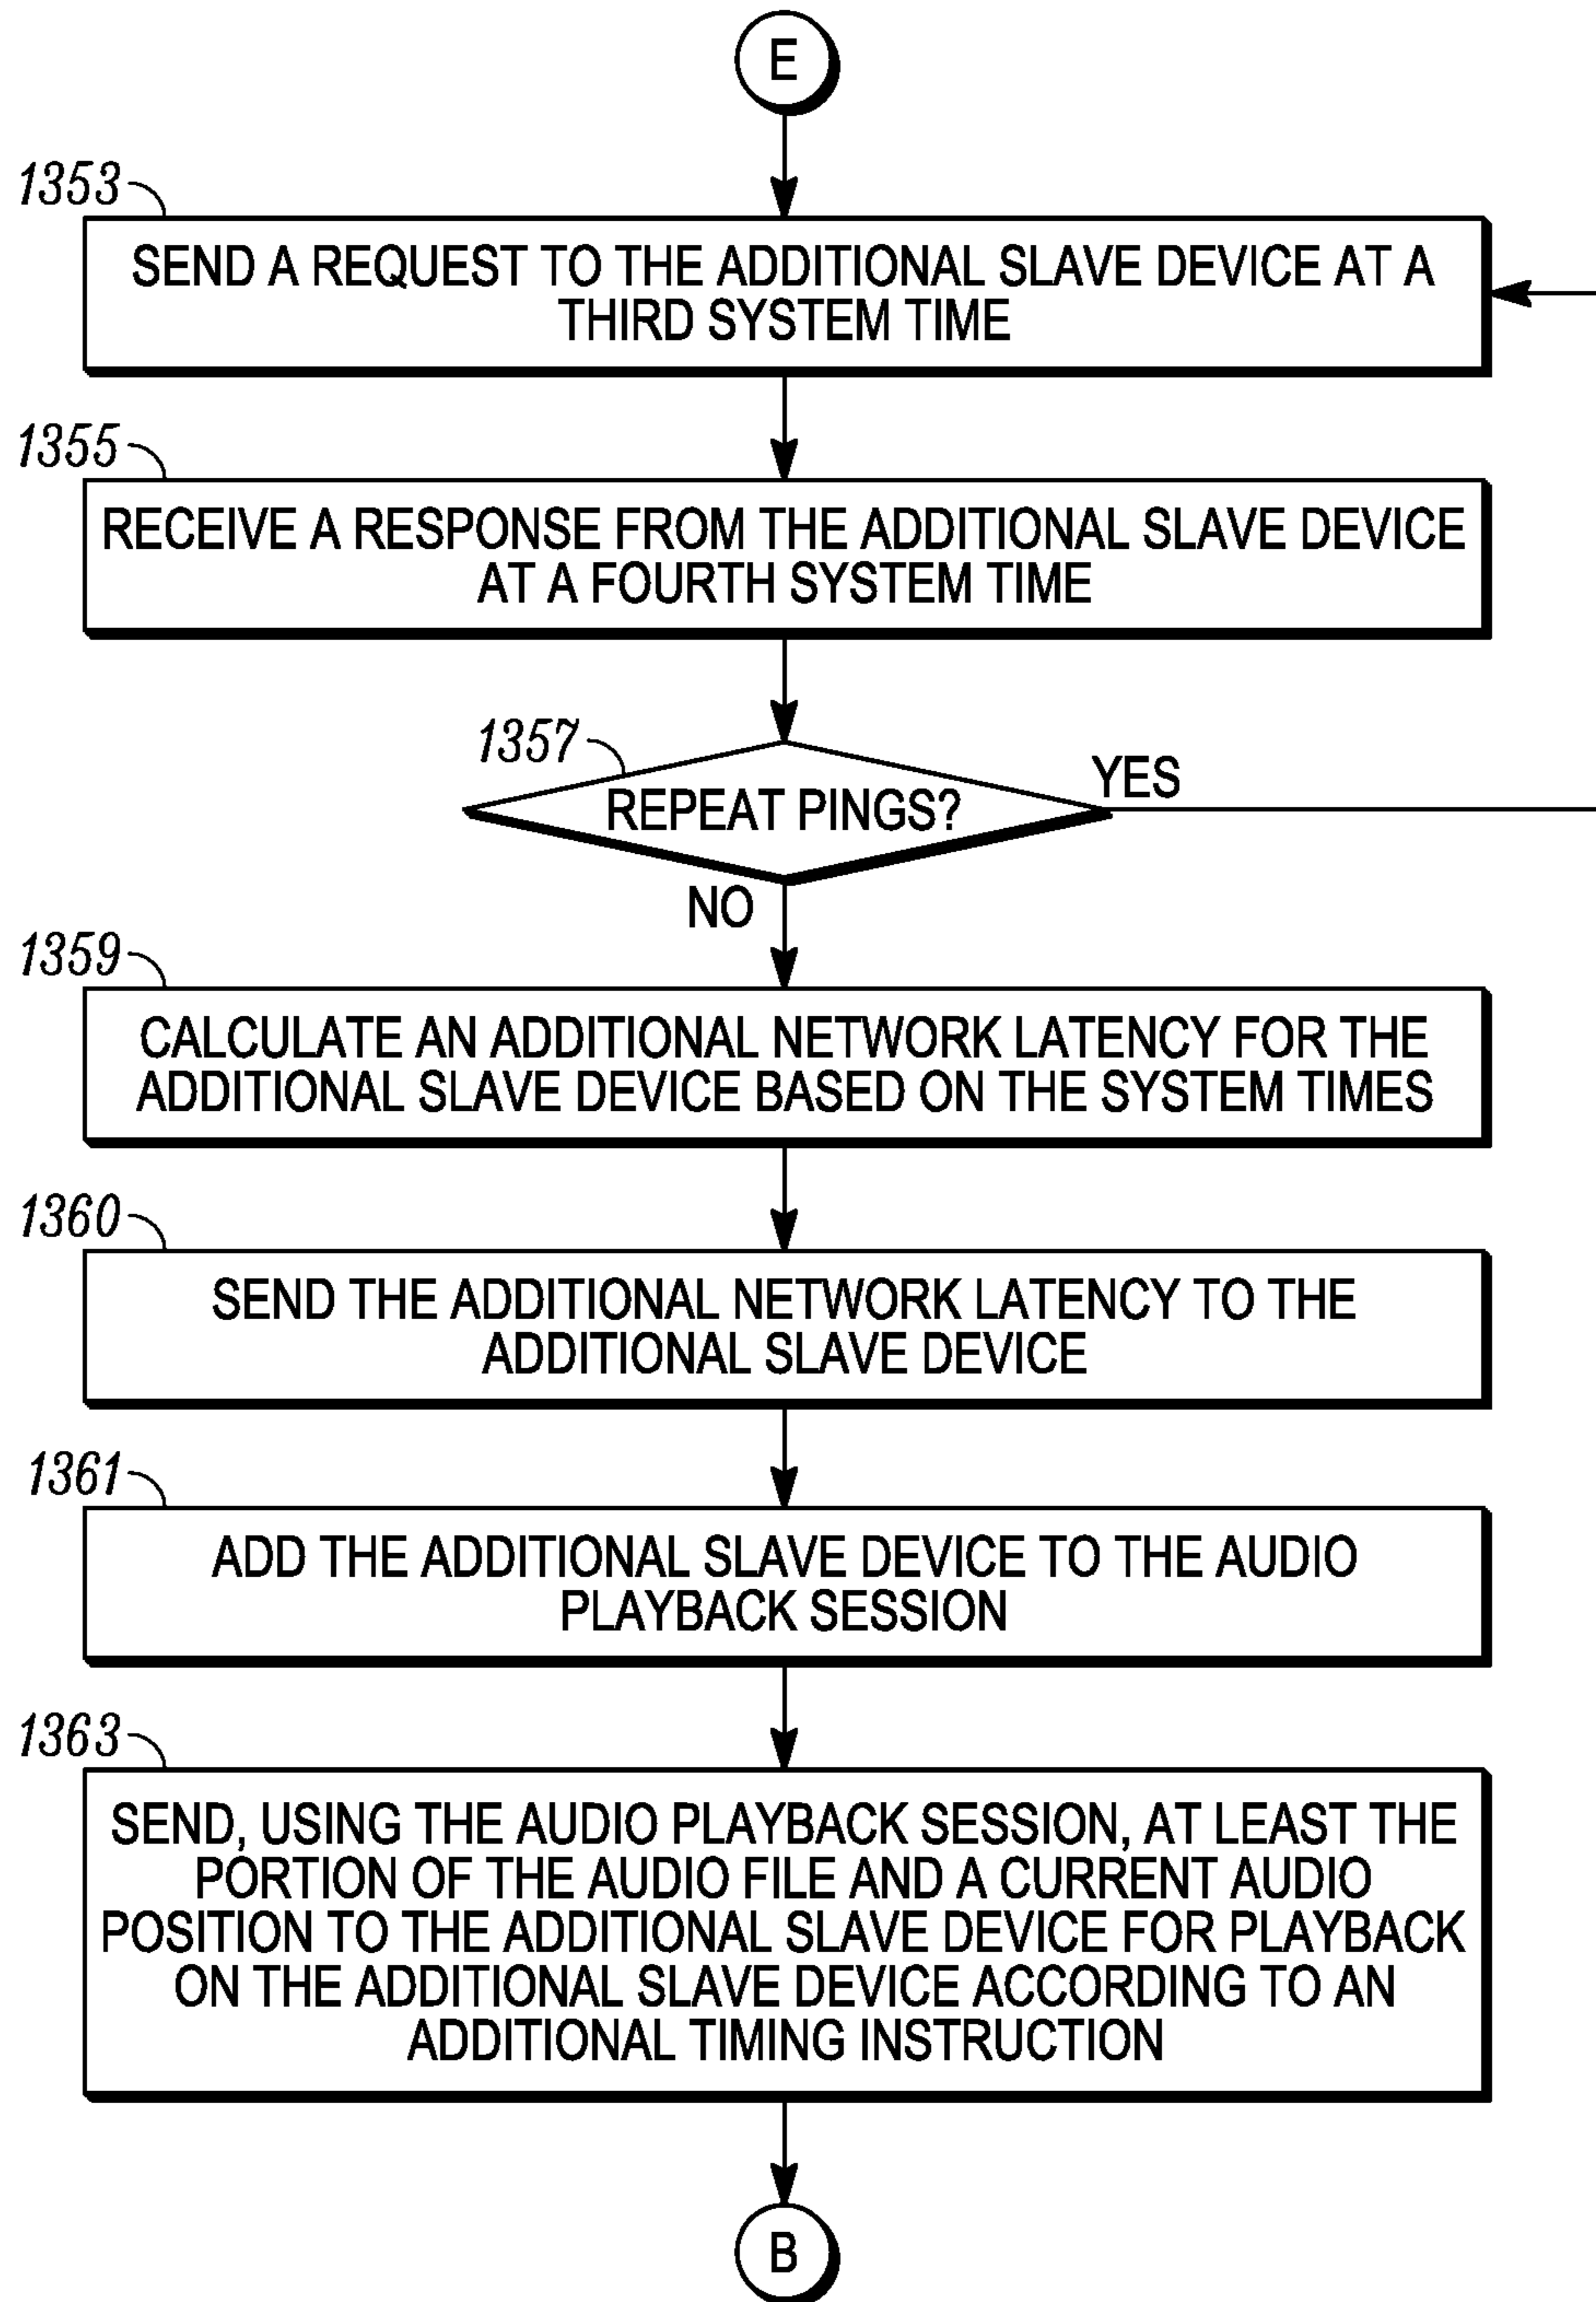 E
1353
SEND A REQUEST TO THE ADDITIONAL SLAVE DEVICE AT A
THIRD SYSTEM TIME
1355
RECEIVE A RESPONSE FROM THE ADDITIONAL SLAVE DEVICE
AT A FOURTH SYSTEM TIME
1357
REPEAT PINGS?
YES
NO
1359
CALCULATE AN ADDITIONAL NETWORK LATENCY FOR THE
ADDITIONAL SLAVE DEVICE BASED ON THE SYSTEM TIMES
1360
SEND THE ADDITIONAL NETWORK LATENCY TO THE
ADDITIONAL SLAVE DEVICE
1361
ADD THE ADDITIONAL SLAVE DEVICE TO THE AUDIO
PLAYBACK SESSION
1363
SEND, USING THE AUDIO PLAYBACK SESSION, AT LEAST THE
PORTION OF THE AUDIO FILE AND A CURRENT AUDIO
POSITION TO THE ADDITIONAL SLAVE DEVICE FOR PLAYBACK
ON THE ADDITIONAL SLAVE DEVICE ACCORDING TO AN
ADDITIONAL TIMING INSTRUCTION
B